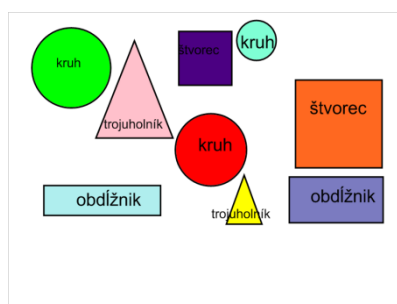 kruh
štvorec
kruh
trojuholník
štvorec
kruh
obdĺžnik
obdĺžnik
trojuholník